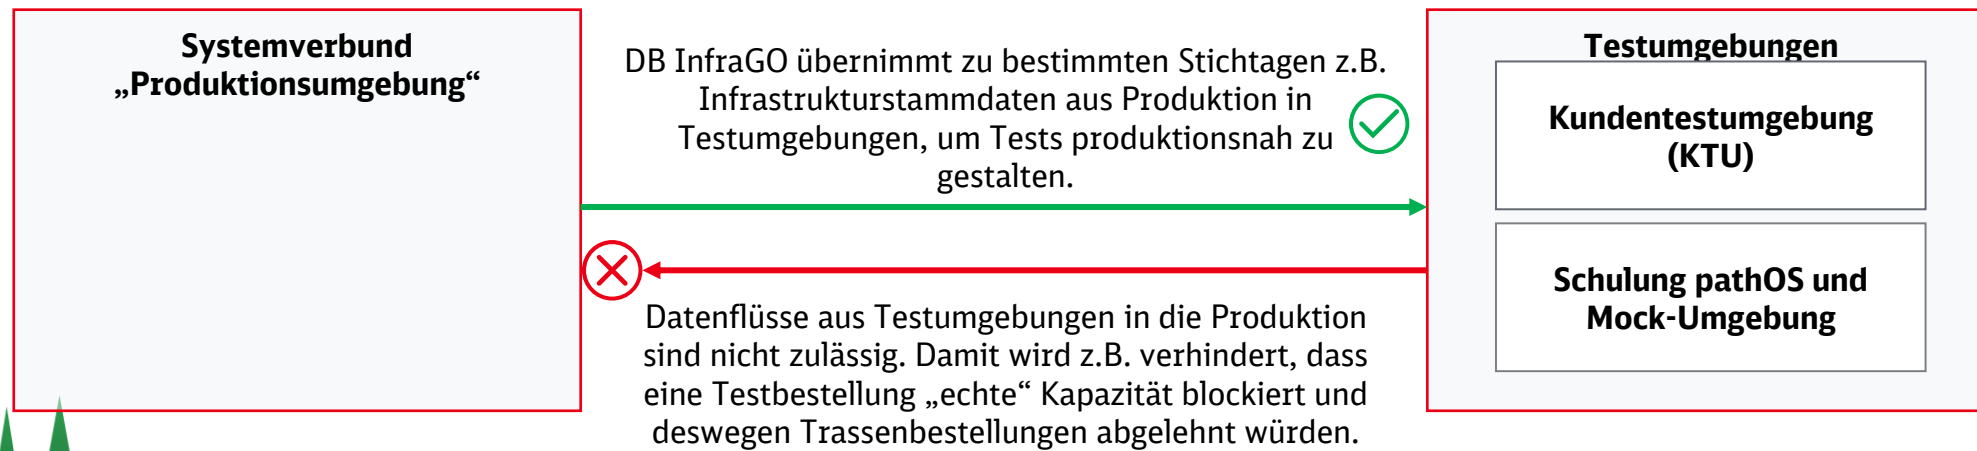 Systemverbund
„Produktionsumgebung“
DB InfraGO übernimmt zu bestimmten Stichtagen z.B.
Infrastrukturstammdaten aus Produktion in
Testumgebungen, um Tests produktionsnah zu
gestalten.
Datenflüsse aus Testumgebungen in die Produktion
sind nicht zulässig. Damit wird z.B. verhindert, dass
eine Testbestellung „echte“ Kapazität blockiert und
deswegen Trassenbestellungen abgelehnt würden.
Testumgebungen
Kundentestumgebung
(KTU)
Schulung pathOS und
Mock-Umgebung